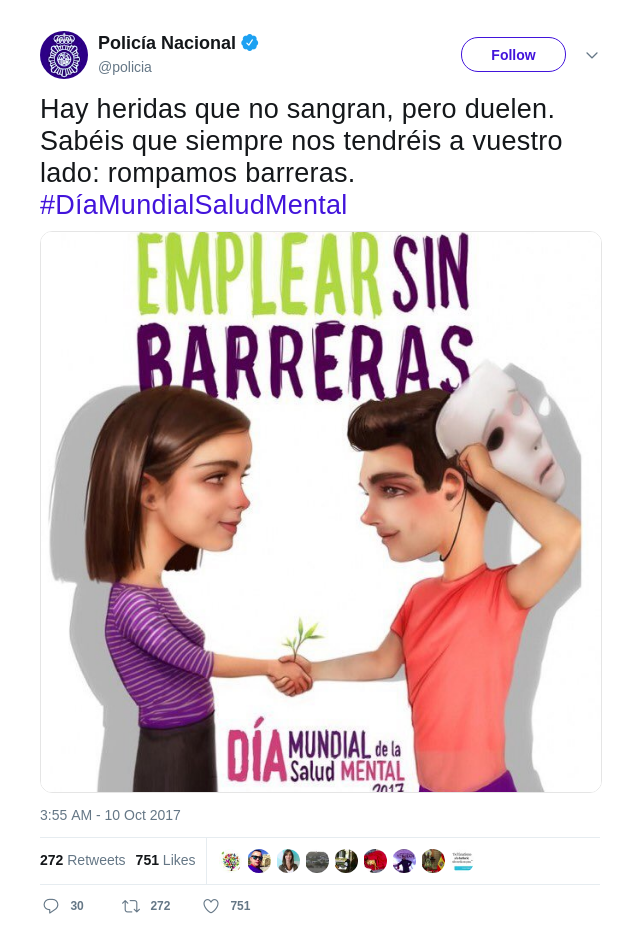 Policía Nacional
@policia
Follow
Hay heridas que no sangran, pero duelen.
Sabéis que siempre nos tendréis a vuestro
lado: rompamos barreras.
#DíaMundialSaludMental
EMPLEAR SIN
BARRERAS
DÍA MUNDIAL de la
Salud MENTAL
2017
3:55 AM - 10 Oct 2017
272 Retweets 751 Likes
30 272 751